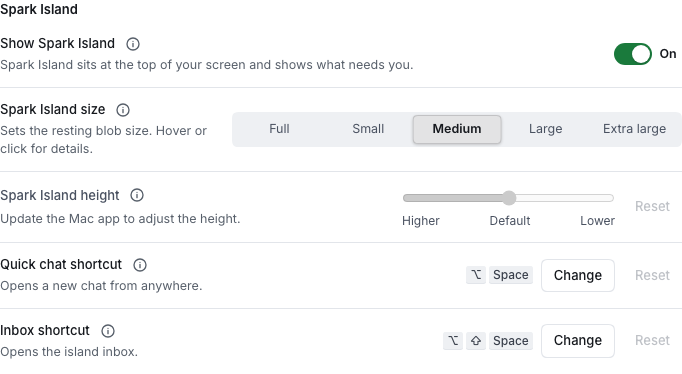 Spark Island
Show Spark Island
On
Spark Island sits at the top of your screen and shows what needs you.
Spark Island size
Sets the resting blob size. Hover or
click for details.
Full Small Medium Large Extra large
Spark Island height
Update the Mac app to adjust the height.
Higher Default Lower
Reset
Quick chat shortcut
Opens a new chat from anywhere.
⌥ Space Change Reset
Inbox shortcut
Opens the island inbox.
⌥ ⇧ Space Change Reset